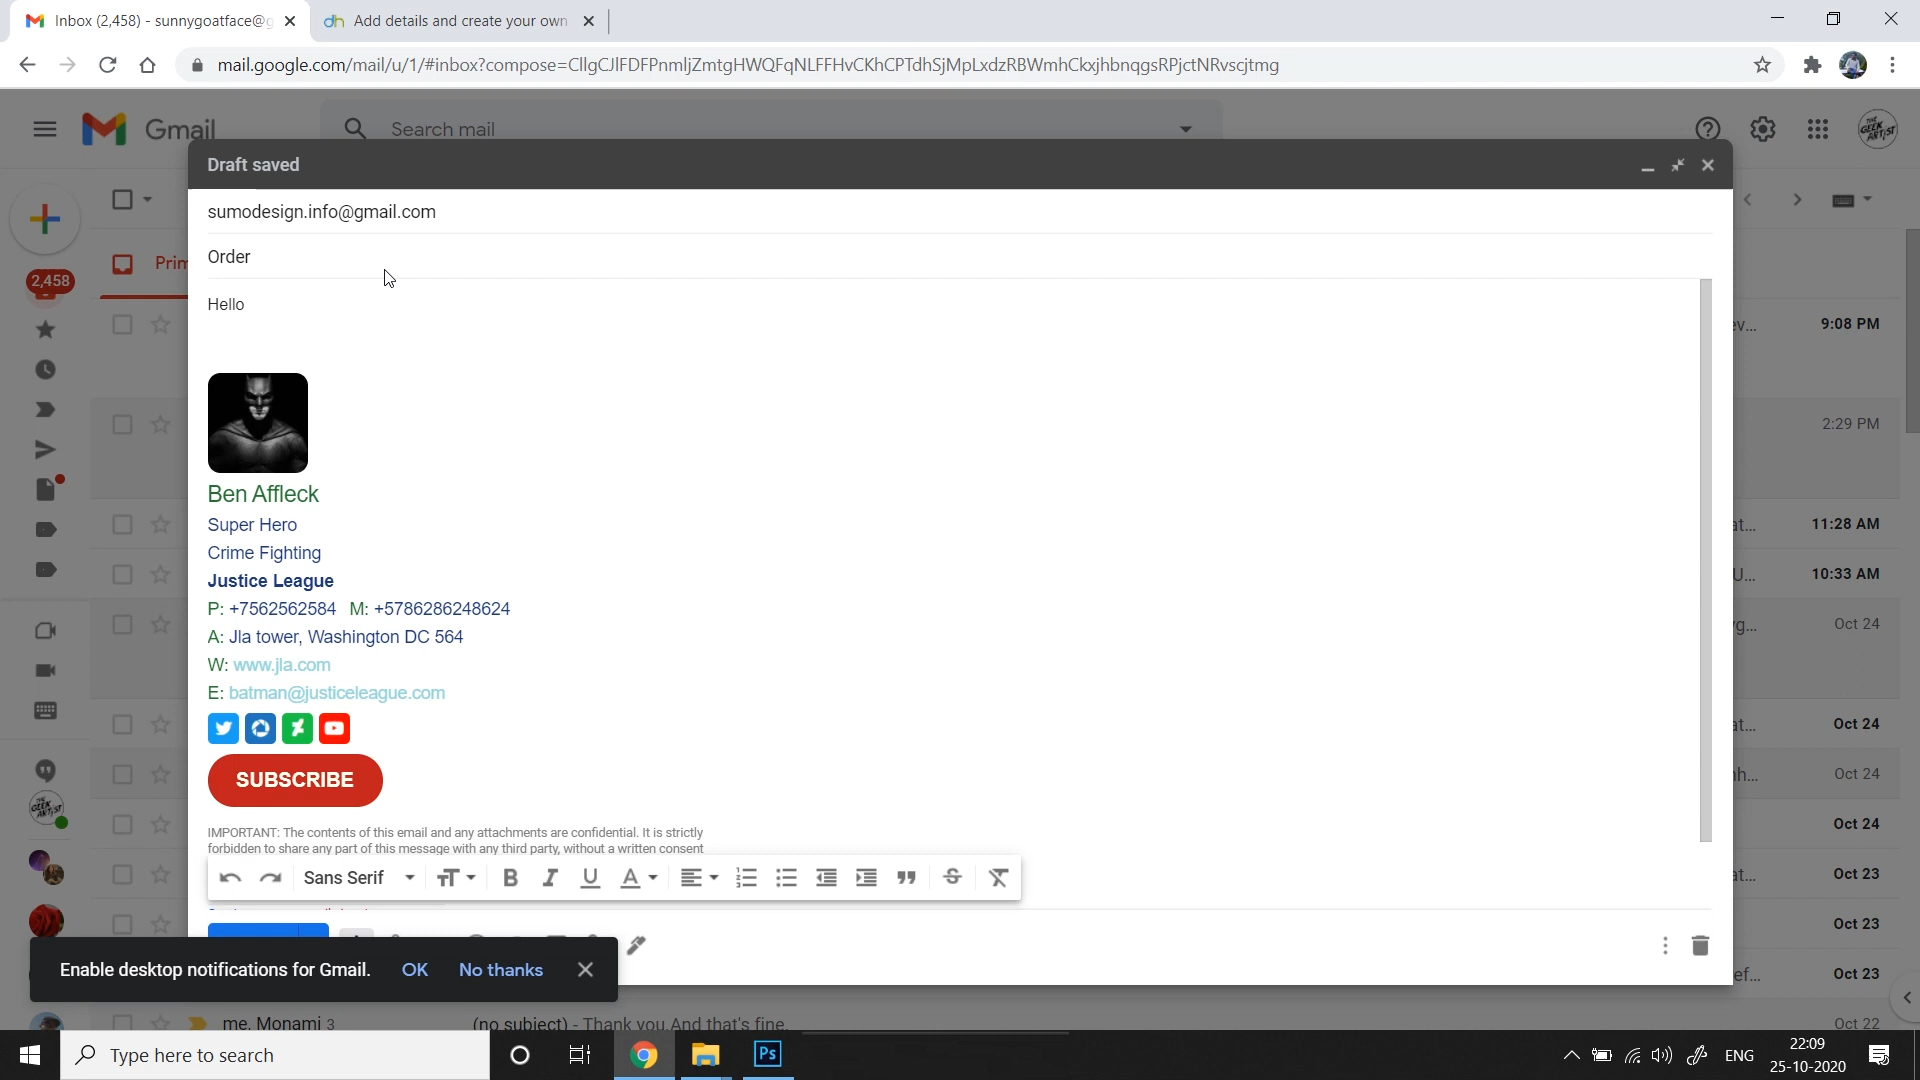 Inbox (2,458) - sunnygoatface@g
Add details and create your own
mail.google.com/mail/u/1/#inbox?compose=CllgCJlFDFPnmljZmtgHWQFqNLFFHvCKhCPTdhSjMpLxdzRBWmhCkxjhbnqgsRPjctNRvscjtmg
Gmail
Search mail
THE GEEK ARTIST
Draft saved
sumodesign.info@gmail.com
Order
Prim
2,458
Hello
9:08 PM
2:29 PM
Ben Affleck
Super Hero
11:28 AM
Crime Fighting
Justice League
10:33 AM
P: +7562562584 M: +5786286248624
Oct 24
A: Jla tower, Washington DC 564
W: www.jla.com
E: batman@justiceleague.com
Oct 24
SUBSCRIBE
Oct 24
IMPORTANT: The contents of this email and any attachments are confidential. It is strictly
forbidden to share any part of this message with any third party, without a written consent
Oct 24
Sans Serif
Oct 23
Oct 23
Enable desktop notifications for Gmail. OK No thanks
Oct 23
me, Monami 3
(no subject) - Thank you And that's fine.
Oct 22
Type here to search
Ps
ENG
22:09
25-10-2020